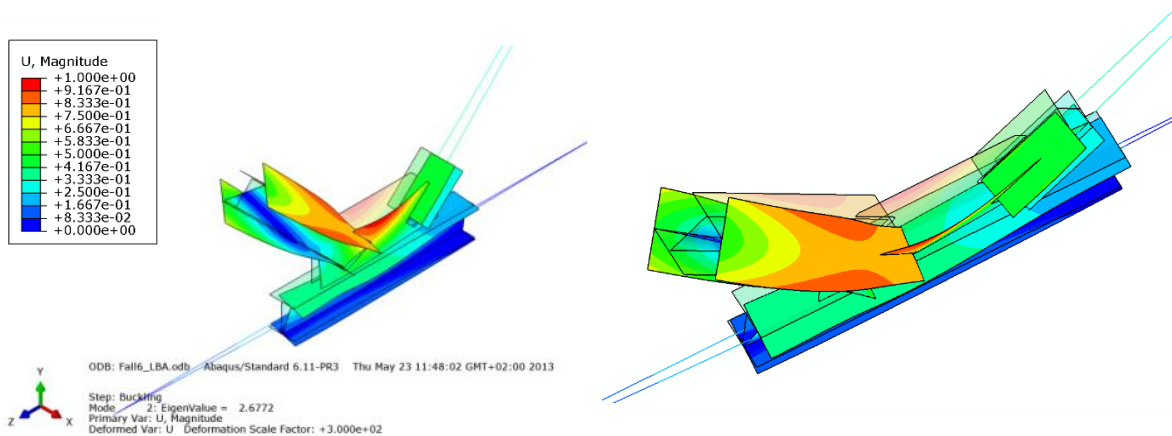 U, Magnitude
+1.000e+00
+9.167e-01
+8.333e-01
+7.500e-01
+6.667e-01
+5.833e-01
+5.000e-01
+4.167e-01
+3.333e-01
+2.500e-01
+1.667e-01
+8.333e-02
+0.000e+00
ODB: Fall6_LBA.odb Abaqus/Standard 6.11-PR3 Thu May 23 11:48:02 GMT+02:00 2013
Y
Z X
Step: Buckling
Mode 2: EigenValue = 2.6772
Primary Var: U, Magnitude
Deformed Var: U Deformation Scale Factor: +3.000e+02